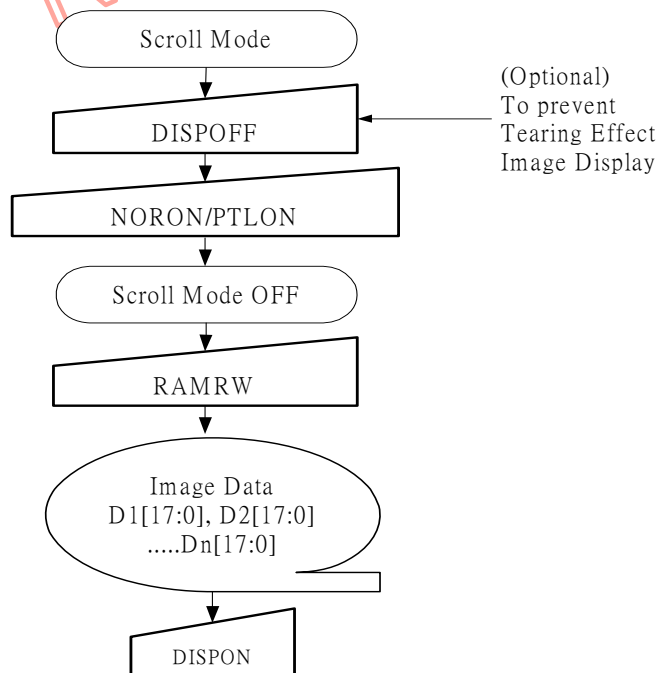 Scroll Mode
(Optional)
To prevent
Tearing Effect
Image Display
DISPOFF
NORON/PTLON
Scroll Mode OFF
RAMRW
Image Data
D1[17:0], D2[17:0]
.....Dn[17:0]
DISPON